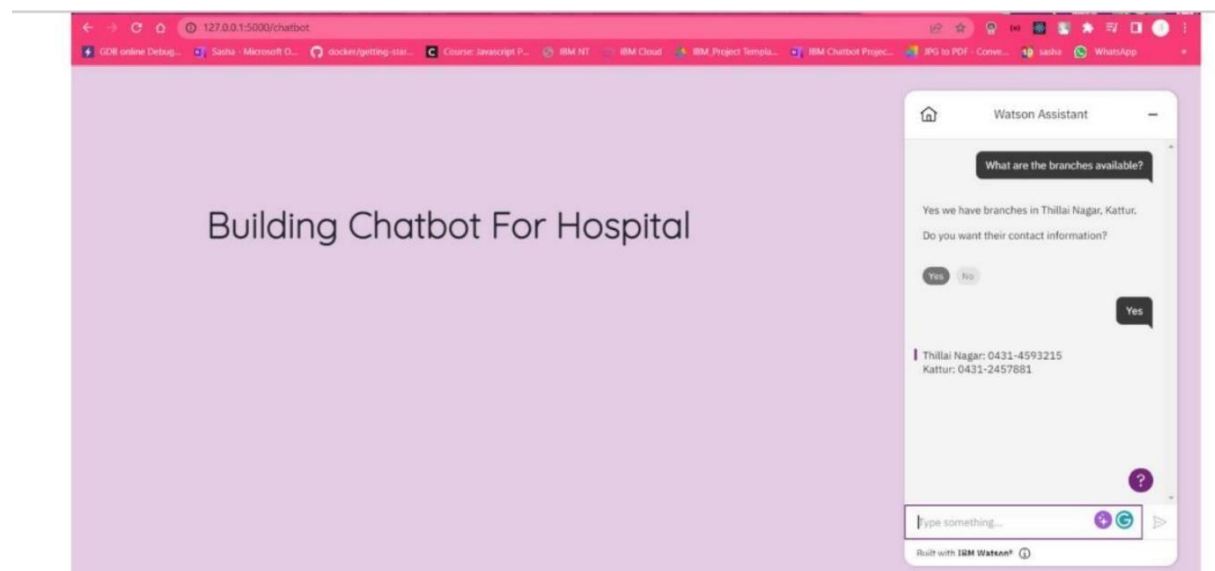 127.0.0.1:5000/chatbot
GDB online Debug... Sasha - Microsoft O... docker/getting-star... Course: Javascript P... IBM NT IBM Cloud IBM_Project Templa... IBM Chatbot Projec... JPG to PDF - Conve... sasha WhatsApp
Watson Assistant
What are the branches available?
Yes we have branches in Thillai Nagar, Kattur.
Building Chatbot For Hospital
Do you want their contact information?
Yes No
Yes
Thillai Nagar: 0431-4593215
Kattur: 0431-2457881
?
Type something...
Built with IBM Watson®